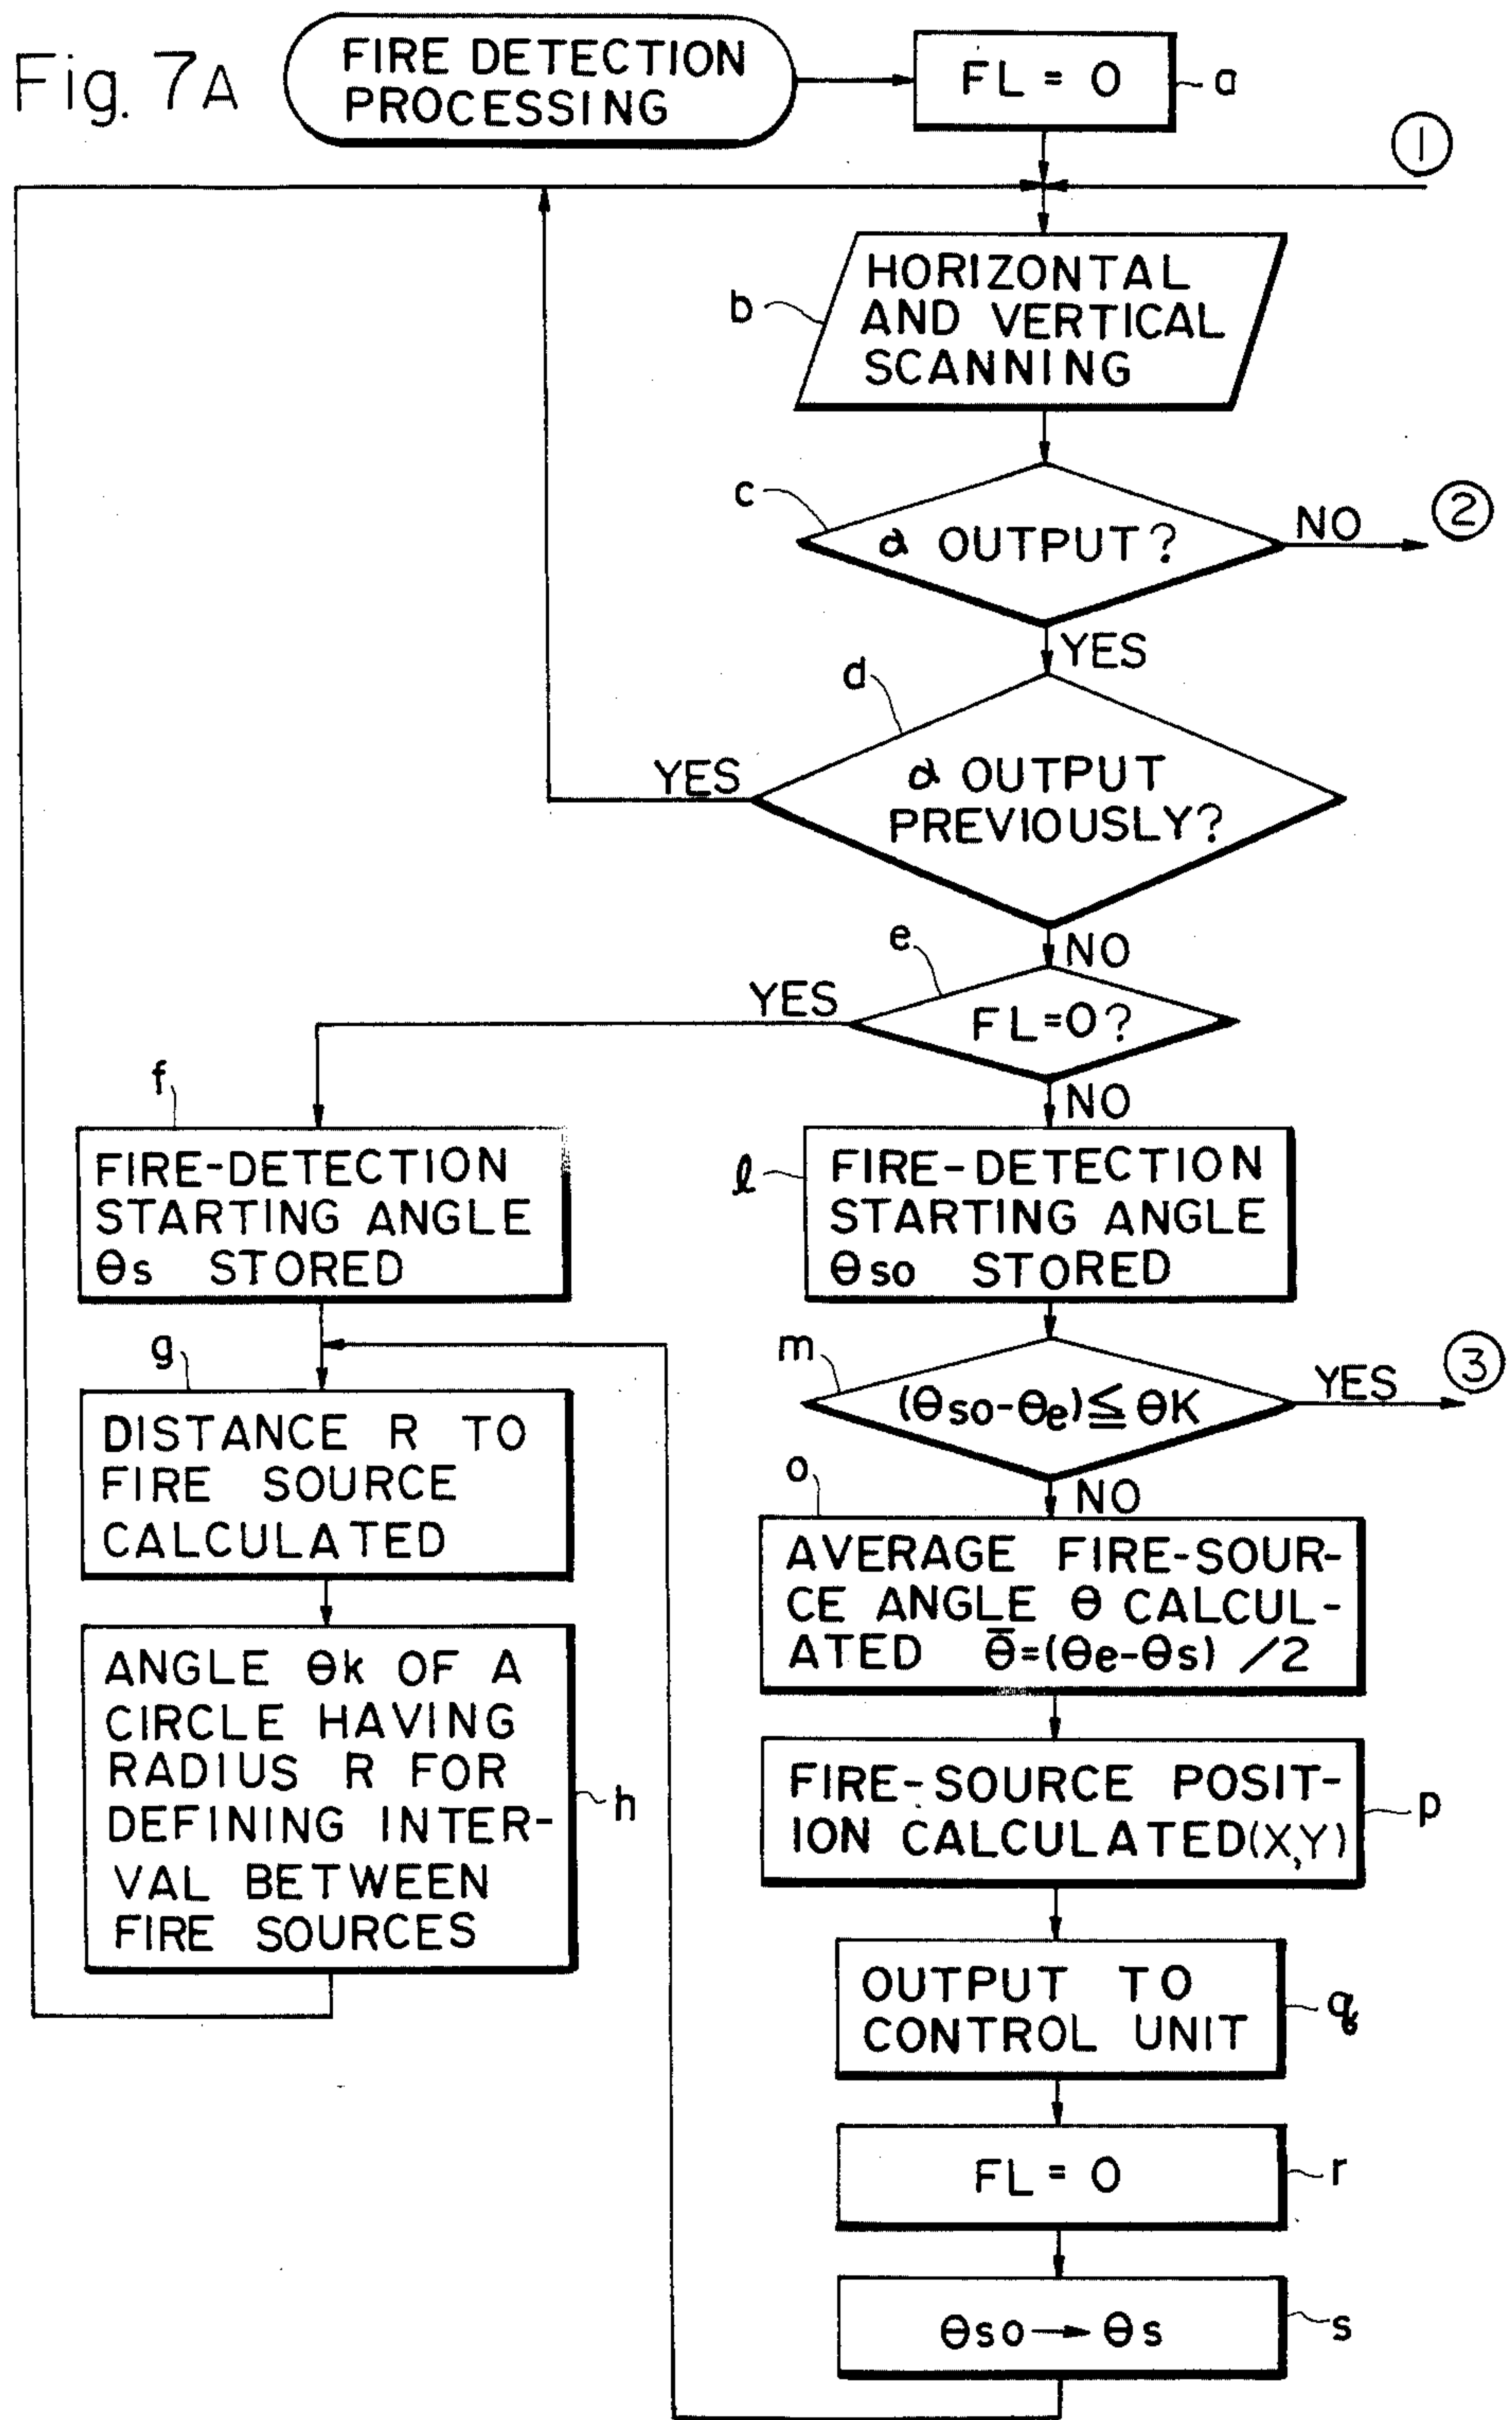 Fig. 7A
FIRE DETECTION
PROCESSING
FL = 0
a
1
HORIZONTAL
AND VERTICAL
SCANNING
b
c
α OUTPUT?
NO
2
YES
d
α OUTPUT
PREVIOUSLY?
YES
NO
e
FL=0?
YES
NO
f
FIRE-DETECTION
STARTING ANGLE
θs STORED
l
FIRE-DETECTION
STARTING ANGLE
θso STORED
g
DISTANCE R TO
FIRE SOURCE
CALCULATED
m
(θso-θe)≦θK
YES
3
NO
o
AVERAGE FIRE-SOUR-
CE ANGLE θ CALCUL-
ATED θ̅=(θe-θs) /2
ANGLE θk OF A
CIRCLE HAVING
RADIUS R FOR
DEFINING INTER-
VAL BETWEEN
FIRE SOURCES
h
FIRE-SOURCE POSIT-
ION CALCULATED(X,Y)
p
OUTPUT TO
CONTROL UNIT
q
FL = 0
r
θso→θs
s